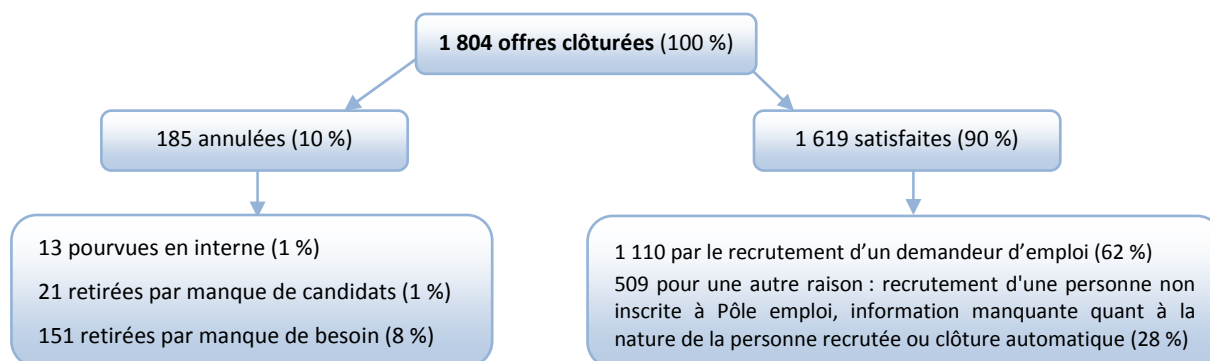 1 804 offres clôturées (100 %)
185 annulées (10 %)
1 619 satisfaites (90 %)
13 pourvues en interne (1 %)
21 retirées par manque de candidats (1 %)
151 retirées par manque de besoin (8 %)
1 110 par le recrutement d’un demandeur d’emploi (62 %)
509 pour une autre raison : recrutement d'une personne non
inscrite à Pôle emploi, information manquante quant à la
nature de la personne recrutée ou clôture automatique (28 %)